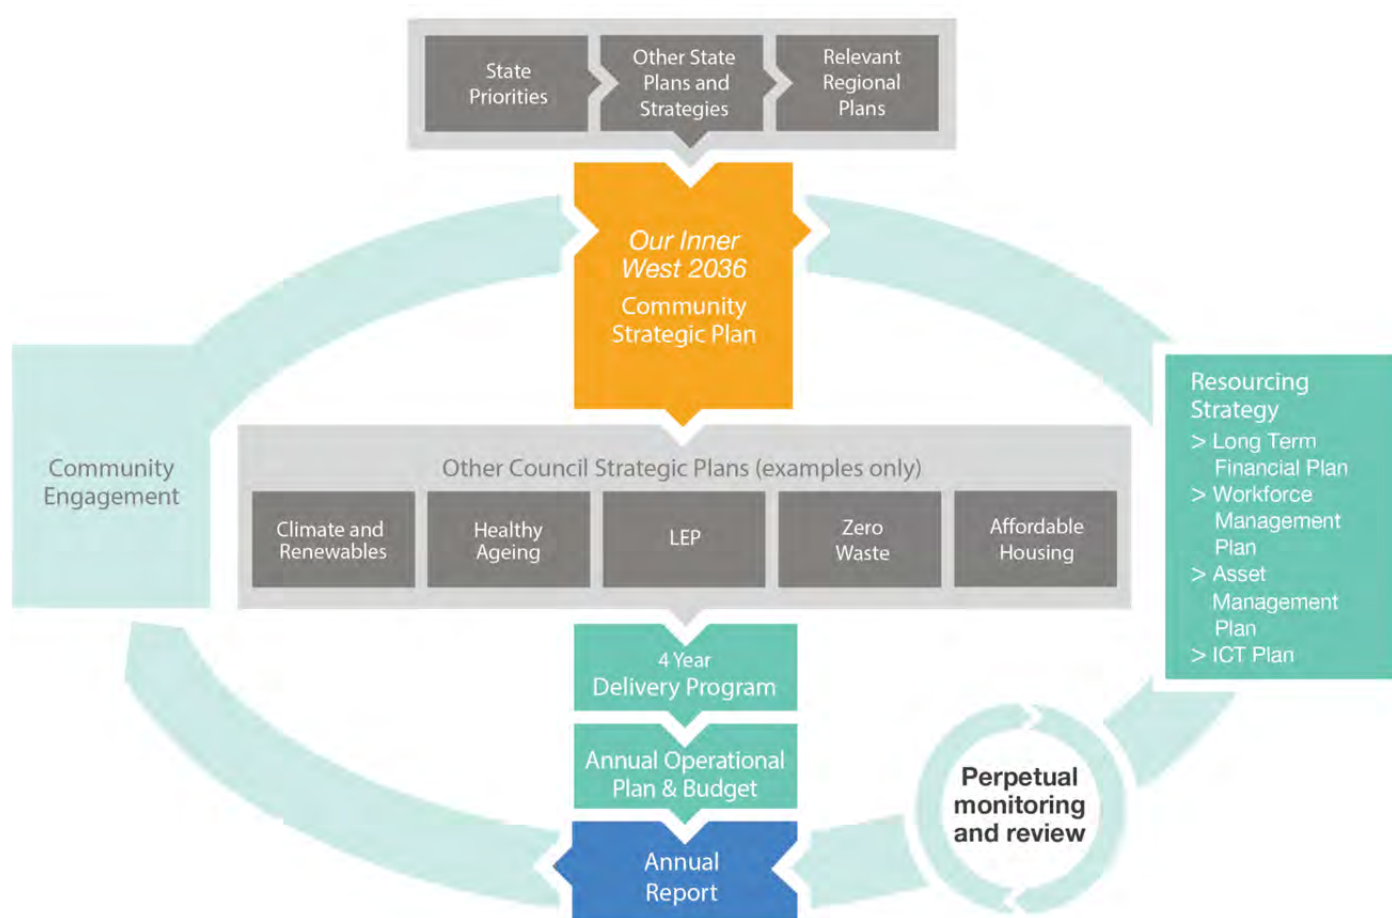 State
Priorities
Other State
Plans and
Strategies
Relevant
Regional
Plans
Our Inner
West 2036
Community
Strategic Plan
Community
Engagement
Other Council Strategic Plans (examples only)
Climate and
Renewables
Healthy
Ageing
LEP
Zero
Waste
Affordable
Housing
Resourcing
Strategy
> Long Term
Financial Plan
> Workforce
Management
Plan
> Asset
Management
Plan
> ICT Plan
4 Year
Delivery Program
Annual Operational
Plan & Budget
Annual
Report
Perpetual
monitoring
and review